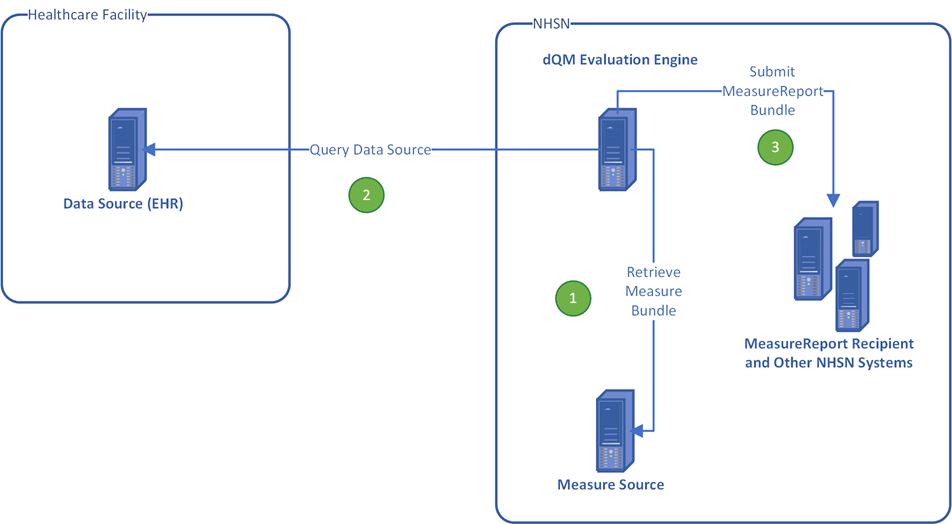 Healthcare Facility
NHSN
dQM Evaluation Engine
Submit
MeasureReport
Bundle
3
Query Data Source
2
Data Source (EHR)
Retrieve
Measure
Bundle
1
MeasureReport Recipient
and Other NHSN Systems
Measure Source